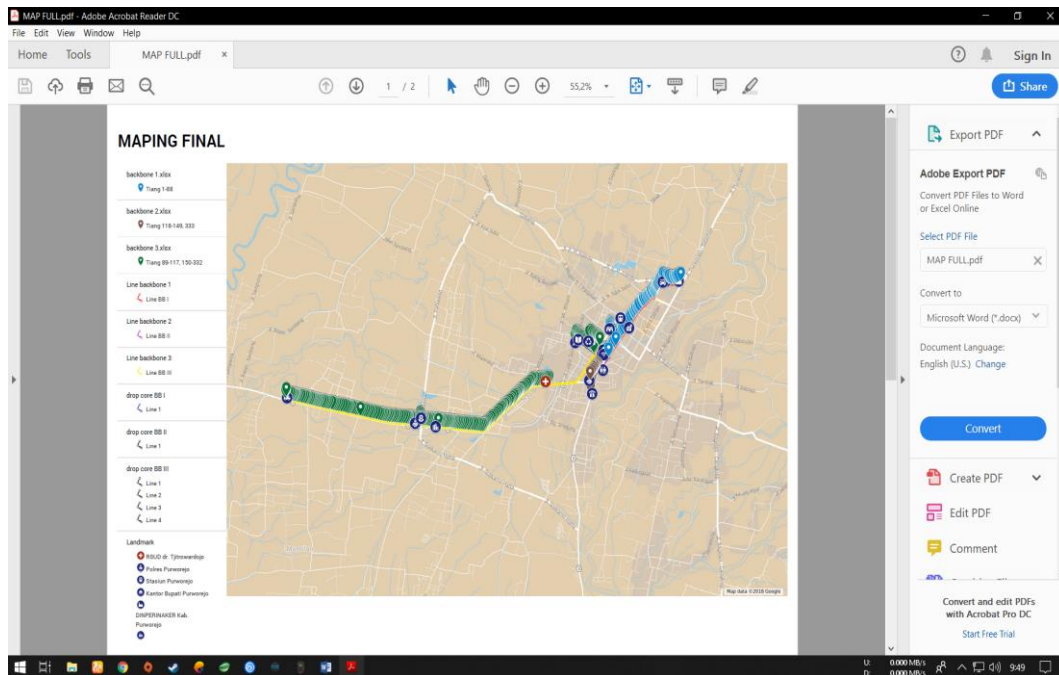 MAP FULL.pdf - Adobe Acrobat Reader DC
File Edit View Window Help
Home Tools MAP FULL.pdf ×
Sign In
1 / 2
55,2%
Share
MAPING FINAL
backbone 1.xlsx
Tiang 1-88
backbone 2.xlsx
Tiang 118-149, 333
backbone 3.xlsx
Tiang 89-117, 150-332
Line backbone 1
Line BB I
Line backbone 2
Line BB II
Line backbone 3
Line BB III
drop core BB I
Line 1
drop core BB II
Line 1
drop core BB III
Line 1
Line 2
Line 3
Line 4
Landmark
RSUD dr. Tjitrowardojo
Polres Purworejo
Stasiun Purworejo
Kantor Bupati Purworejo
DINPERINAKER Kab.
Purworejo
Map data ©2018 Google
Export PDF
Adobe Export PDF
Convert PDF Files to Word
or Excel Online
Select PDF File
MAP FULL.pdf X
Convert to
Microsoft Word (*.docx)
Document Language:
English (U.S.) Change
Convert
Create PDF
Edit PDF
Comment
Convert and edit PDFs
with Acrobat Pro DC
Start Free Trial
U: 0.000 MB/s
D: 0.000 MB/s
9:49